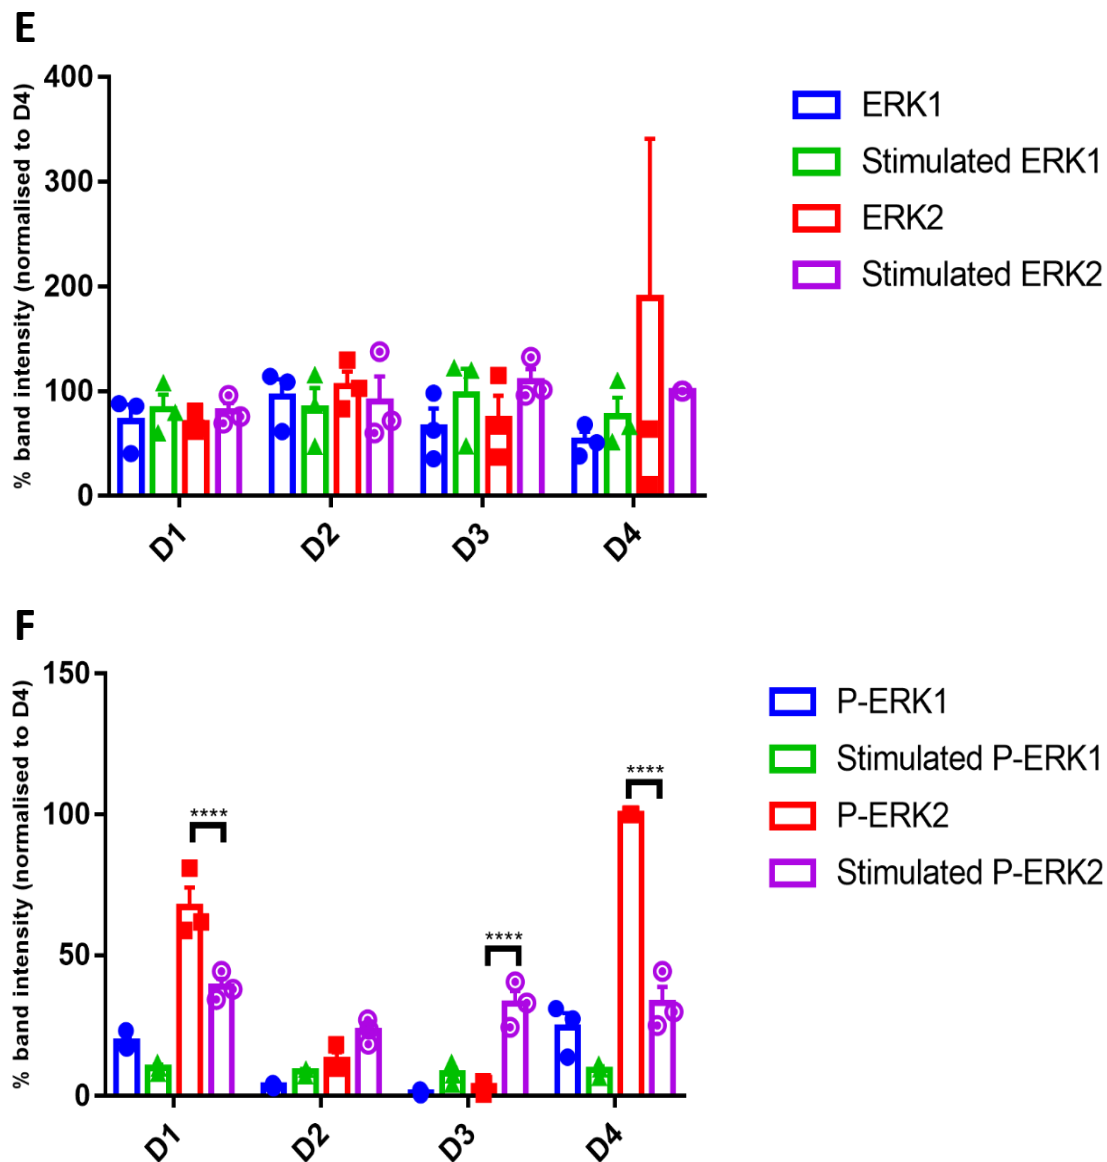 E
% band intensity (normalised to D4)
400
300
200
100
0
D1
D2
D3
D4
ERK1
Stimulated ERK1
ERK2
Stimulated ERK2
F
% band intensity (normalised to D4)
150
100
50
0
****
****
****
D1
D2
D3
D4
P-ERK1
Stimulated P-ERK1
P-ERK2
Stimulated P-ERK2